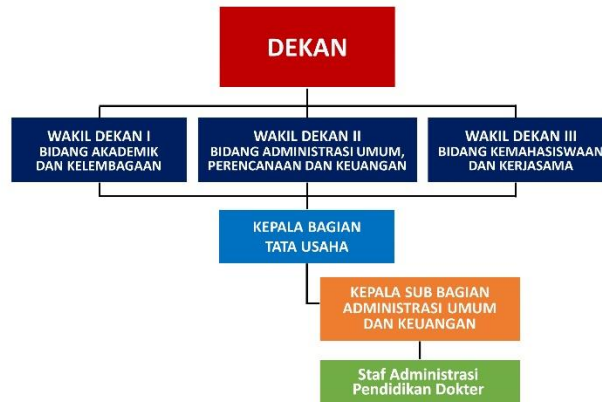 DEKAN
WAKIL DEKAN I
BIDANG AKADEMIK
DAN KELEMBAGAAN
WAKIL DEKAN II
BIDANG ADMINISTRASI UMUM,
PERENCANAAN DAN KEUANGAN
WAKIL DEKAN III
BIDANG KEMAHASISWAAN
DAN KERJASAMA
KEPALA BAGIAN
TATA USAHA
KEPALA SUB BAGIAN
ADMINISTRASI UMUM
DAN KEUANGAN
Staf Administrasi
Pendidikan Dokter